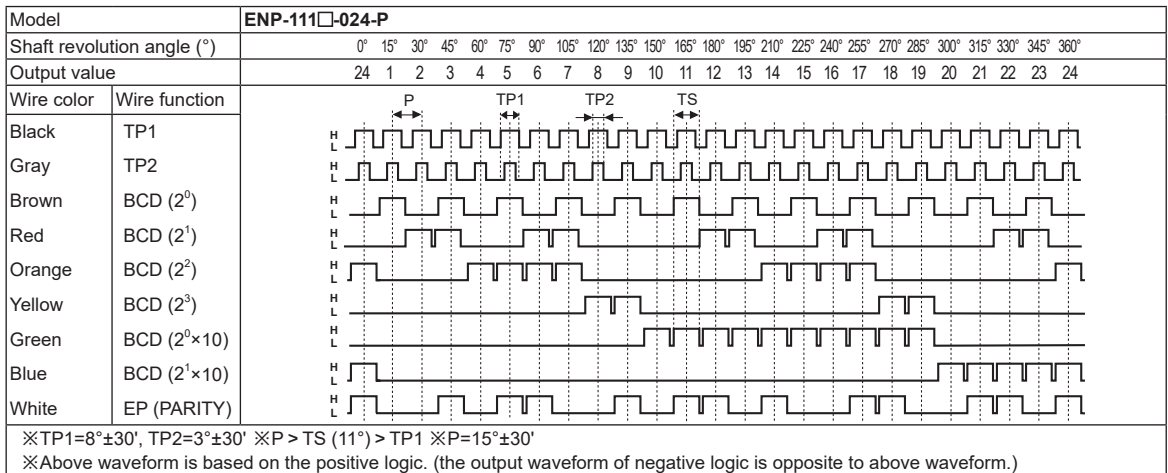 Model ENP-111□-024-P
Shaft revolution angle (°) 0° 15° 30° 45° 60° 75° 90° 105° 120° 135° 150° 165° 180° 195° 210° 225° 240° 255° 270° 285° 300° 315° 330° 345° 360°
Output value 24 1 2 3 4 5 6 7 8 9 10 11 12 13 14 15 16 17 18 19 20 21 22 23 24
Wire color Wire function P TP1 TP2 TS
Black TP1 H
L
Gray TP2 H
L
Brown BCD (2⁰) H
L
Red BCD (2¹) H
L
Orange BCD (2²) H
L
Yellow BCD (2³) H
L
Green BCD (2⁰×10) H
L
Blue BCD (2¹×10) H
L
White EP (PARITY) H
L
※TP1=8°±30', TP2=3°±30' ※P > TS (11°) > TP1 ※P=15°±30'
※Above waveform is based on the positive logic. (the output waveform of negative logic is opposite to above waveform.)